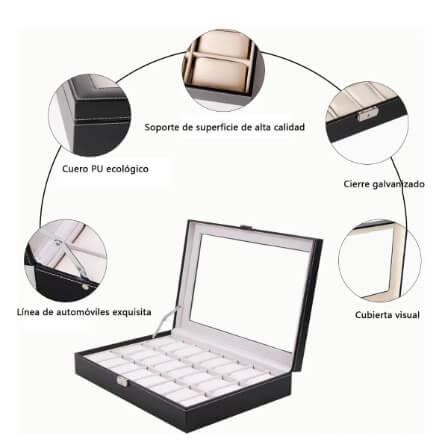 Soporte de superficie de alta calidad
Cuero PU ecológico
Cierre galvanizado
Línea de automóviles exquisita
Cubierta visual